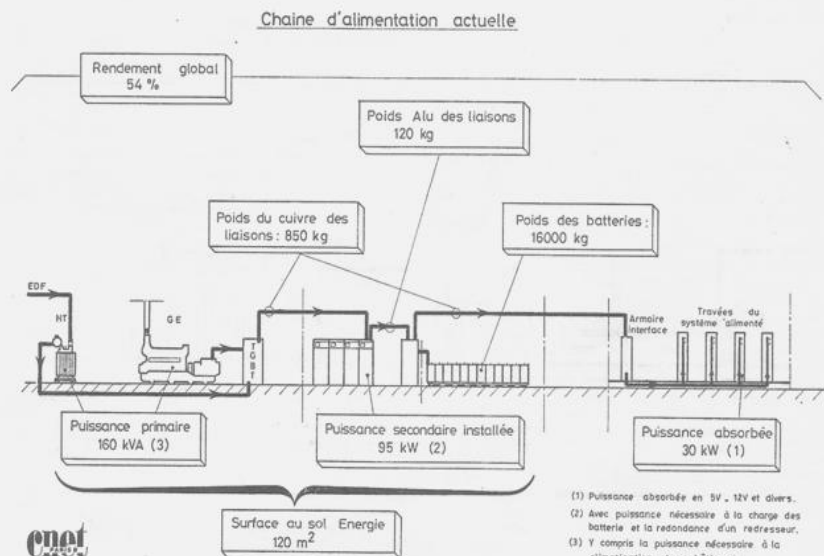 Chaine d'alimentation actuelle
Rendement global
54 %
Poids Alu des liaisons
120 kg
Poids du cuivre des
liaisons : 850 kg
Poids des batteries :
16000 kg
EDF
HT
GE
TGBT
Armoire
interface
Travées du
système alimenté
Puissance primaire
160 kVA (3)
Puissance secondaire installée
95 kW (2)
Puissance absorbée
30 kW (1)
Surface au sol Energie
120 m²
(1) Puissance absorbée en 5V - 12V et divers.
(2) Avec puissance nécessaire à la charge des
batterie et la redondance d'un redresseur.
(3) Y compris la puissance nécessaire à la
cnet
PARIS B